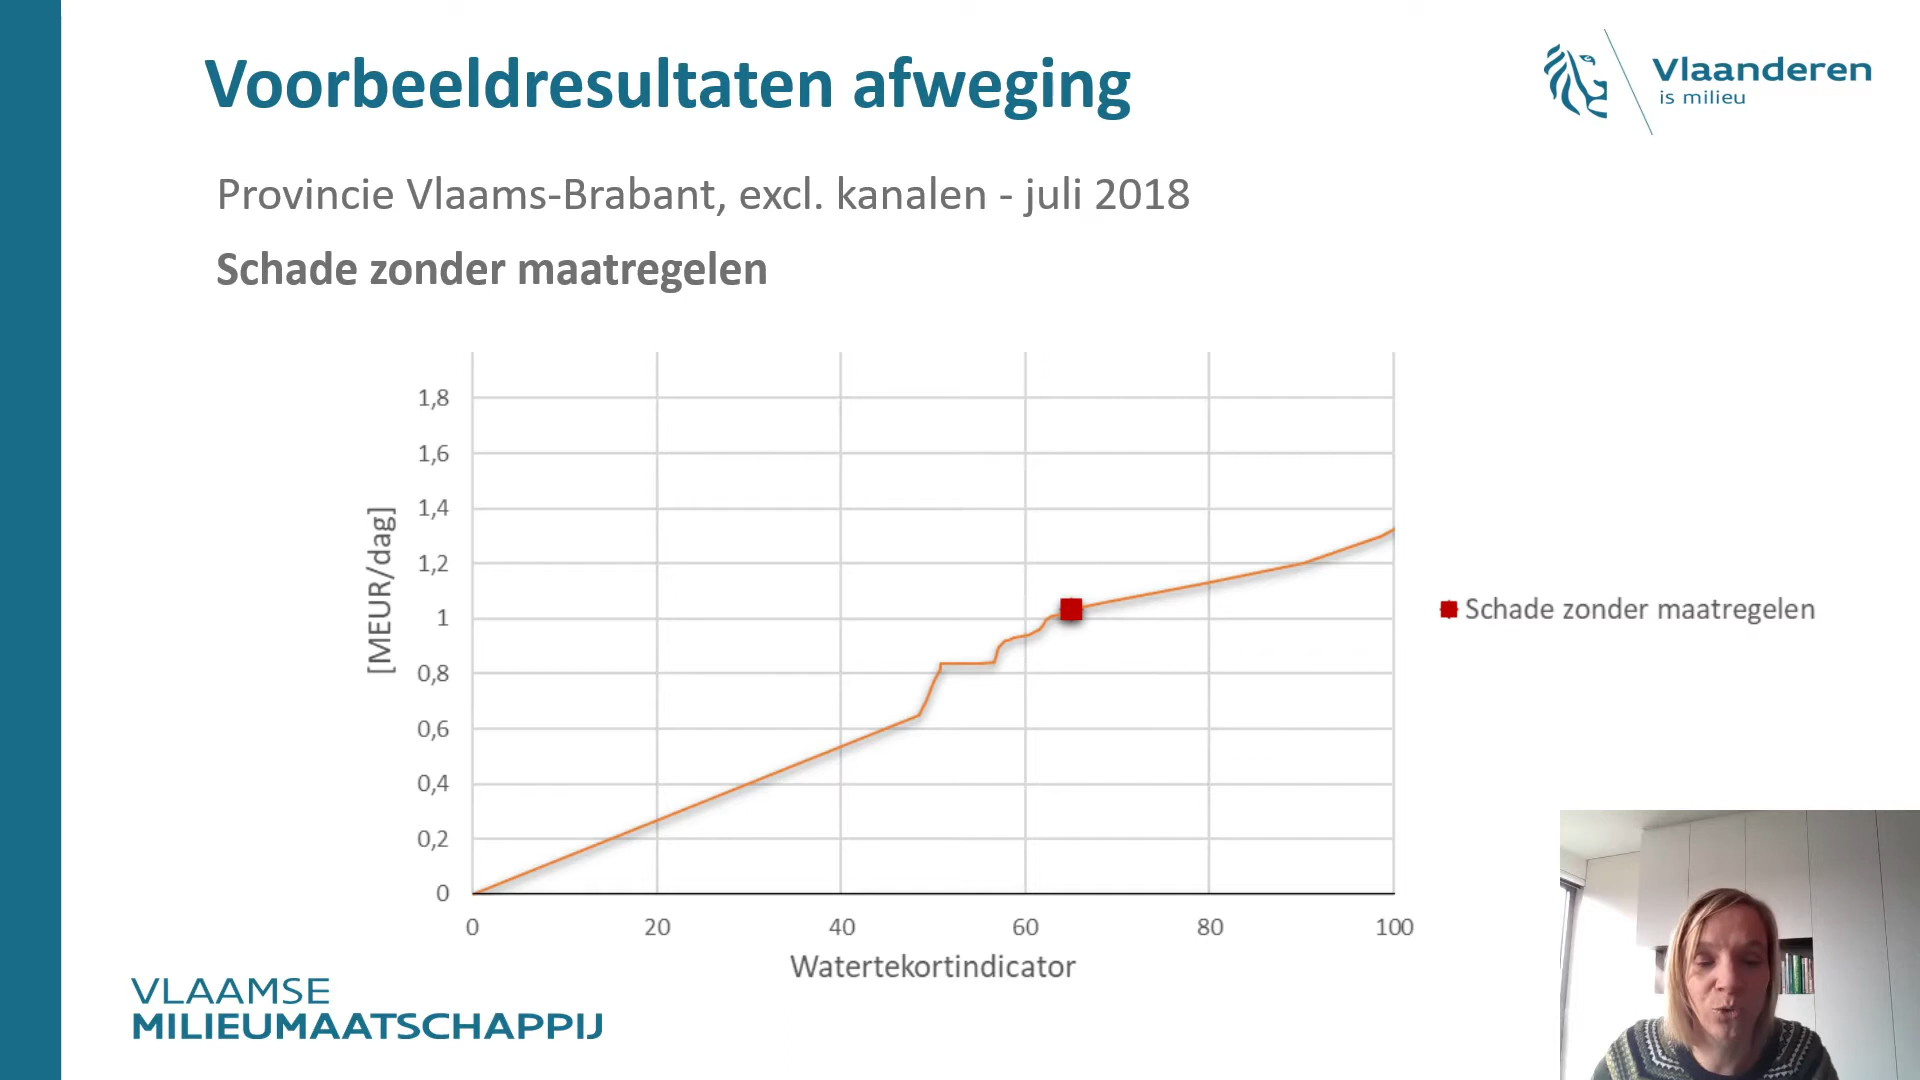 Voorbeeldresultaten afweging
Vlaanderen
is milieu
Provincie Vlaams-Brabant, excl. kanalen - juli 2018
Schade zonder maatregelen
[MEUR/dag]
1,8
1,6
1,4
1,2
1
0,8
0,6
0,4
0,2
0
0 20 40 60 80 100
Watertekortindicator
Schade zonder maatregelen
VLAAMSE
MILIEUMAATSCHAPPIJ